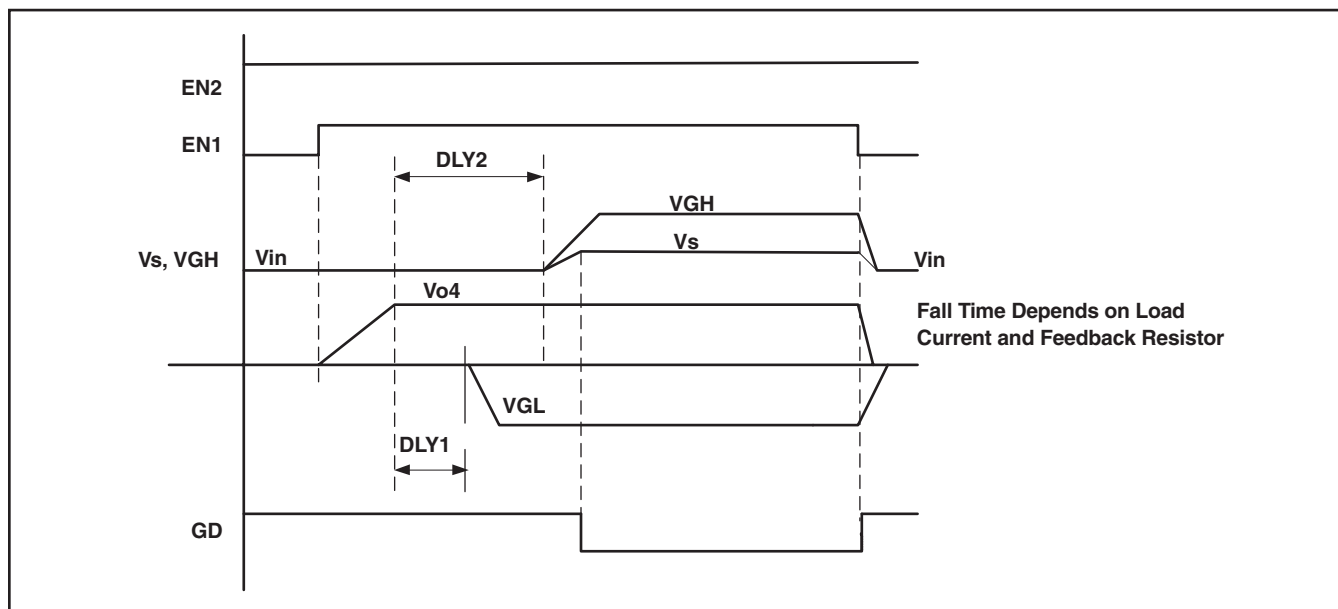 EN2
EN1
DLY2
VGH
Vs
Vs, VGH
Vin
Vin
Vo4
Fall Time Depends on Load
Current and Feedback Resistor
VGL
DLY1
GD